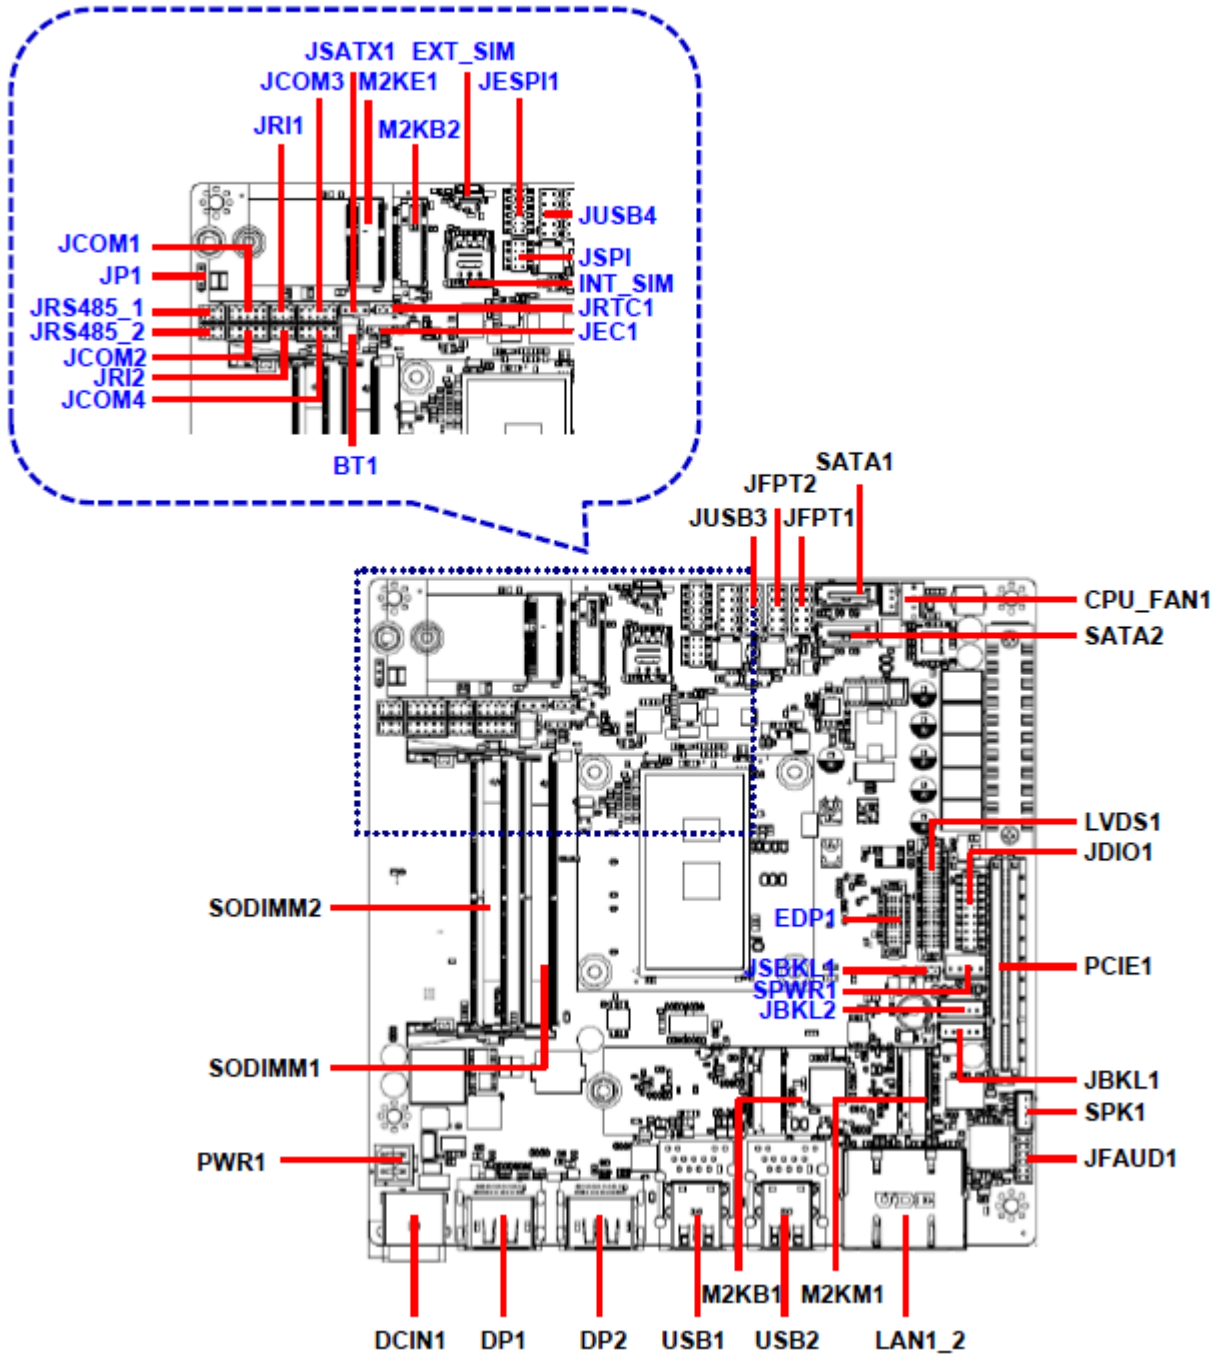 JSATX1 EXT_SIM
JCOM3 M2KE1 JESPI1
JRI1 M2KB2
JUSB4
JCOM1
JSPI
JP1
INT_SIM
JRS485_1
JRTC1
JRS485_2
JEC1
JCOM2
JRI2
JCOM4
BT1
SATA1
JFPT2
JUSB3 JFPT1
CPU_FAN1
SATA2
LVDS1
JDIO1
SODIMM2
EDP1
JSBKL1
PCIE1
SPWR1
JBKL2
SODIMM1
JBKL1
SPK1
PWR1
JFAUD1
M2KB1 M2KM1
DCIN1 DP1 DP2 USB1 USB2 LAN1_2